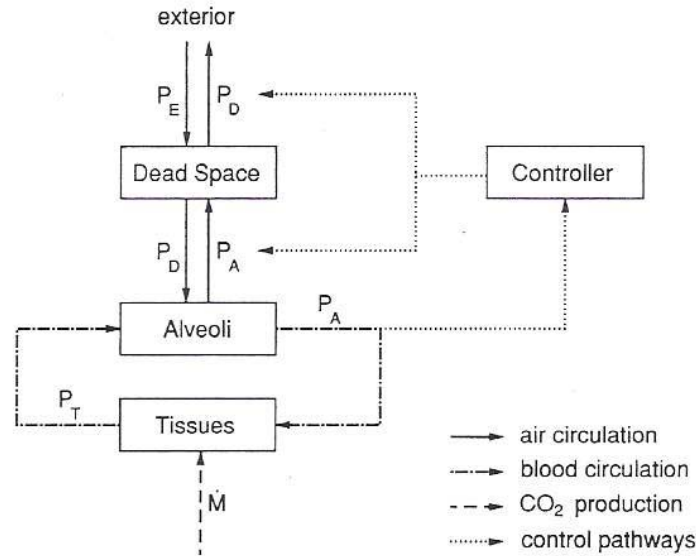 exterior
P_E P_D
Dead Space
Controller
P_D P_A
P_A
Alveoli
P_T
Tissues
Ṁ
air circulation
blood circulation
CO₂ production
control pathways